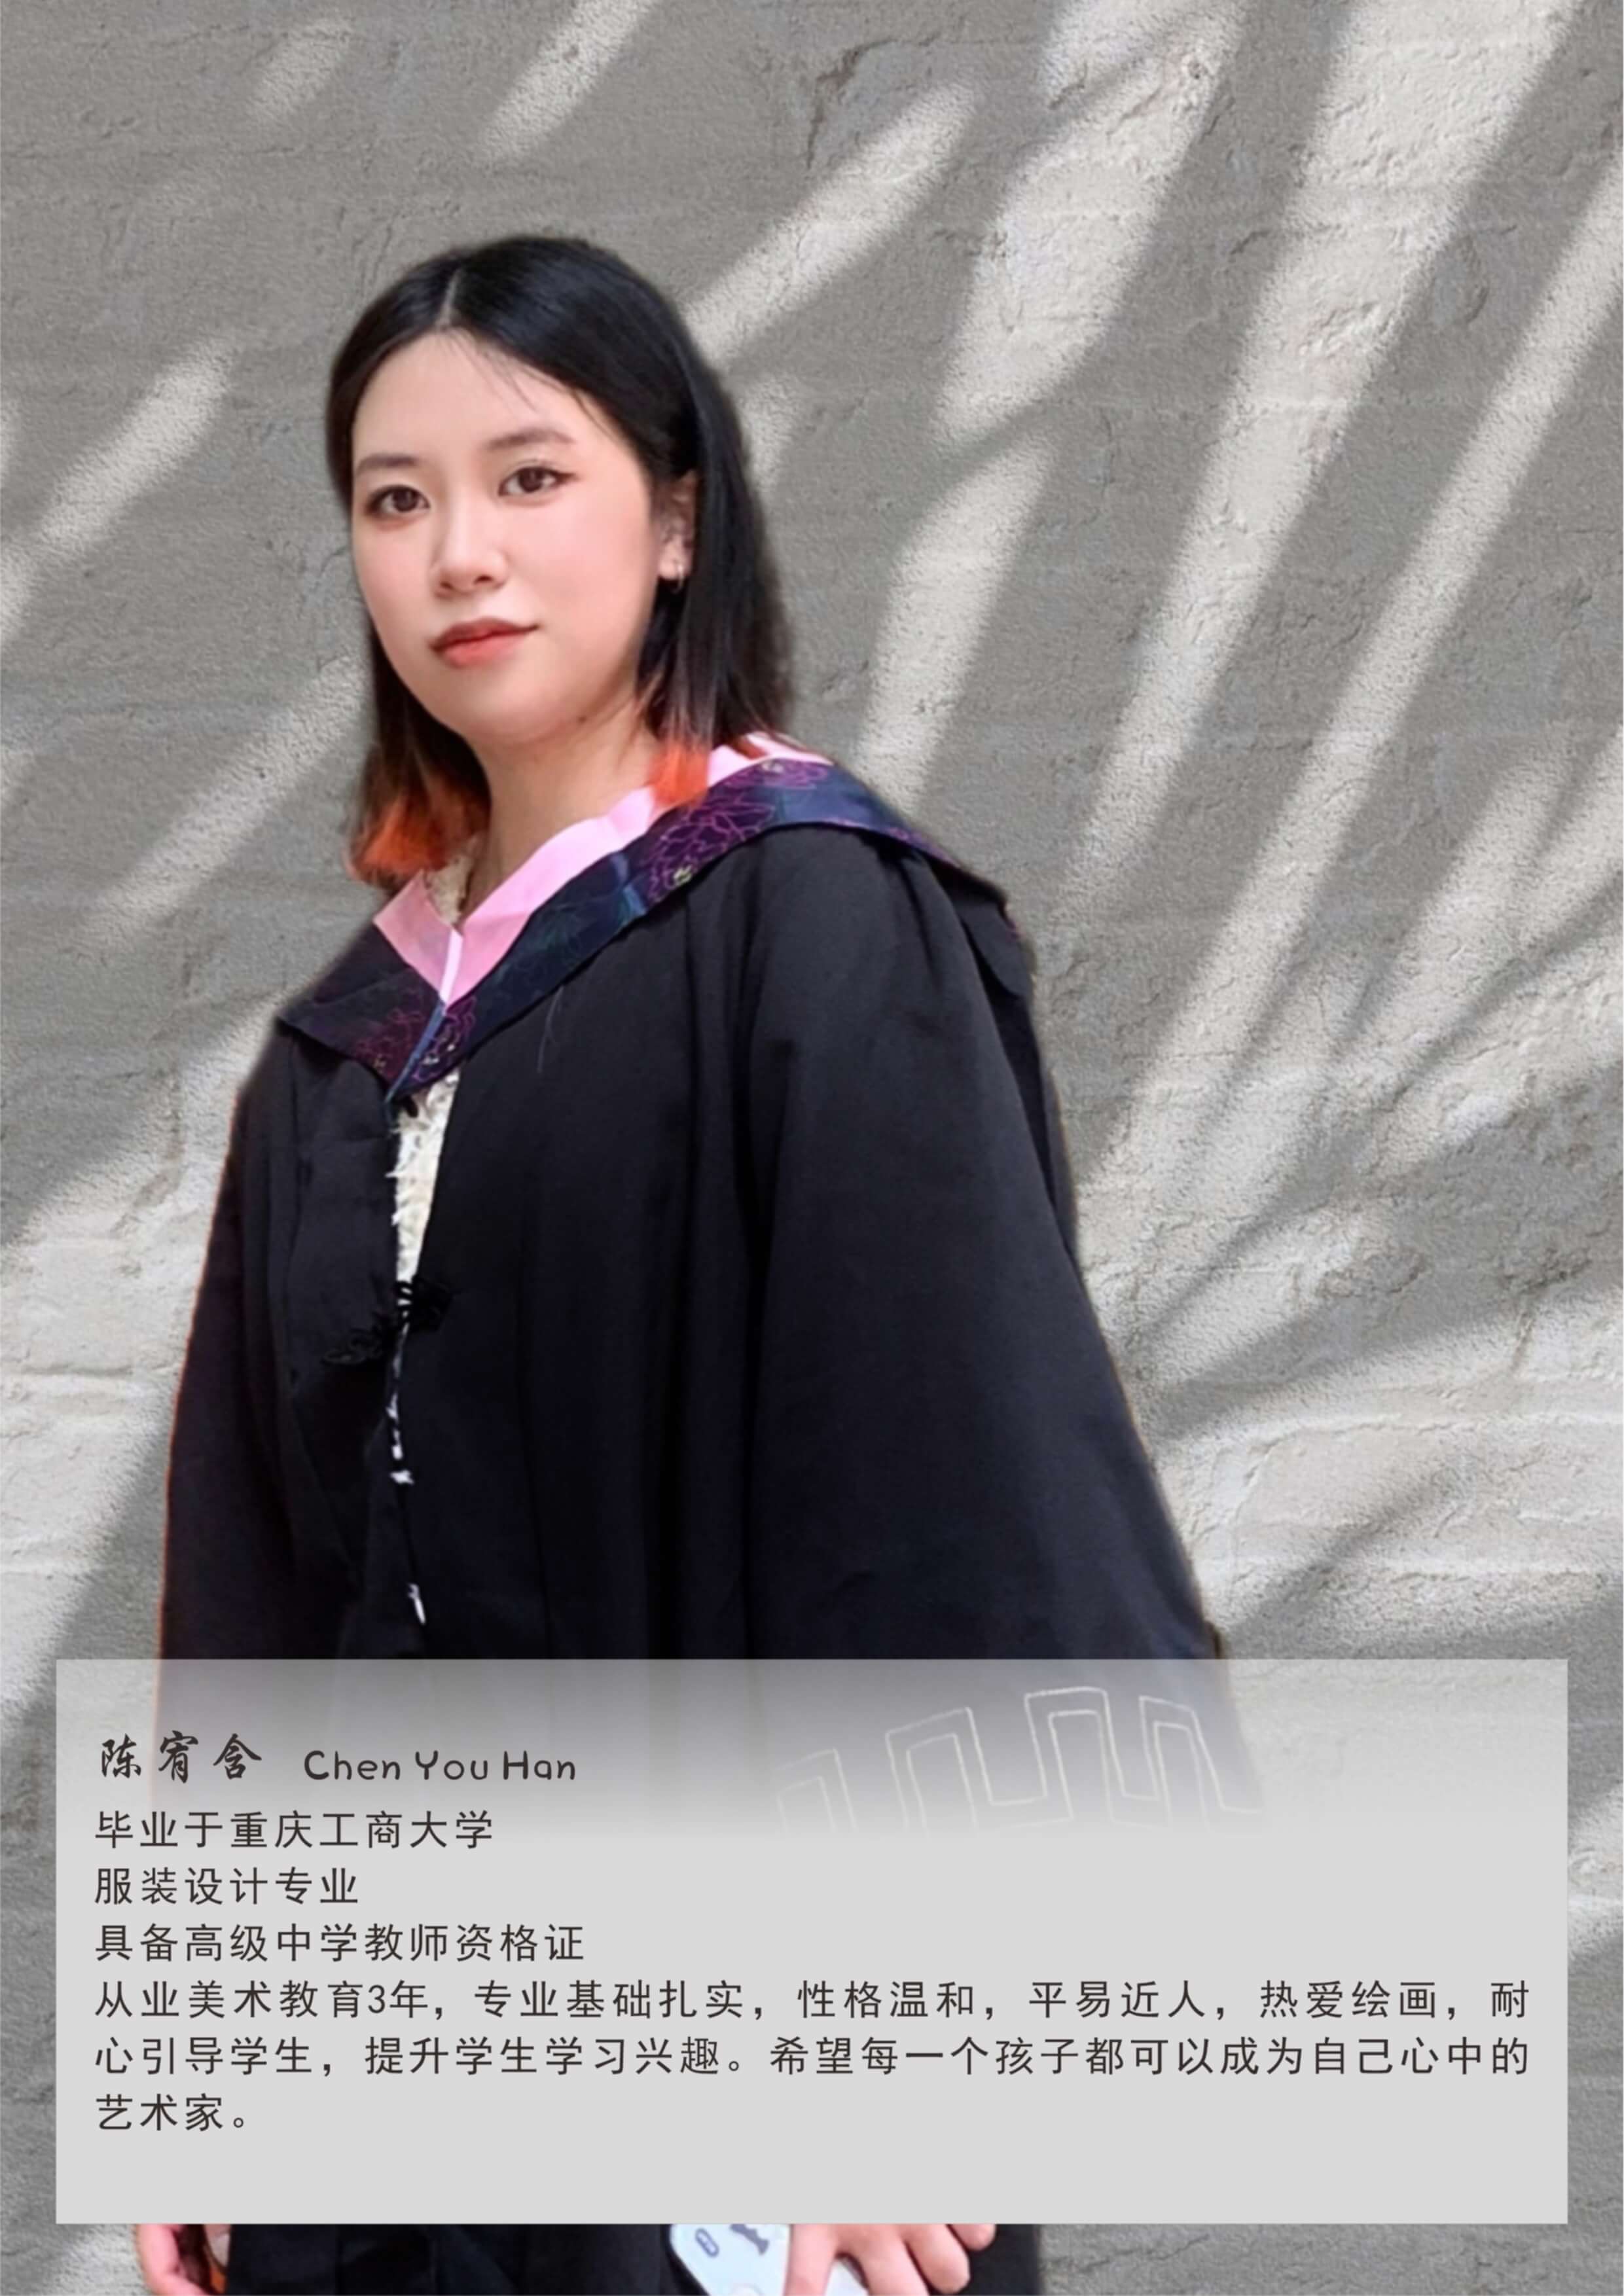 陈宥含 Chen You Han
毕业于重庆工商大学
服装设计专业
具备高级中学教师资格证
从业美术教育3年，专业基础扎实，性格温和，平易近人，热爱绘画，耐
心引导学生，提升学生学习兴趣。希望每一个孩子都可以成为自己心中的
艺术家。